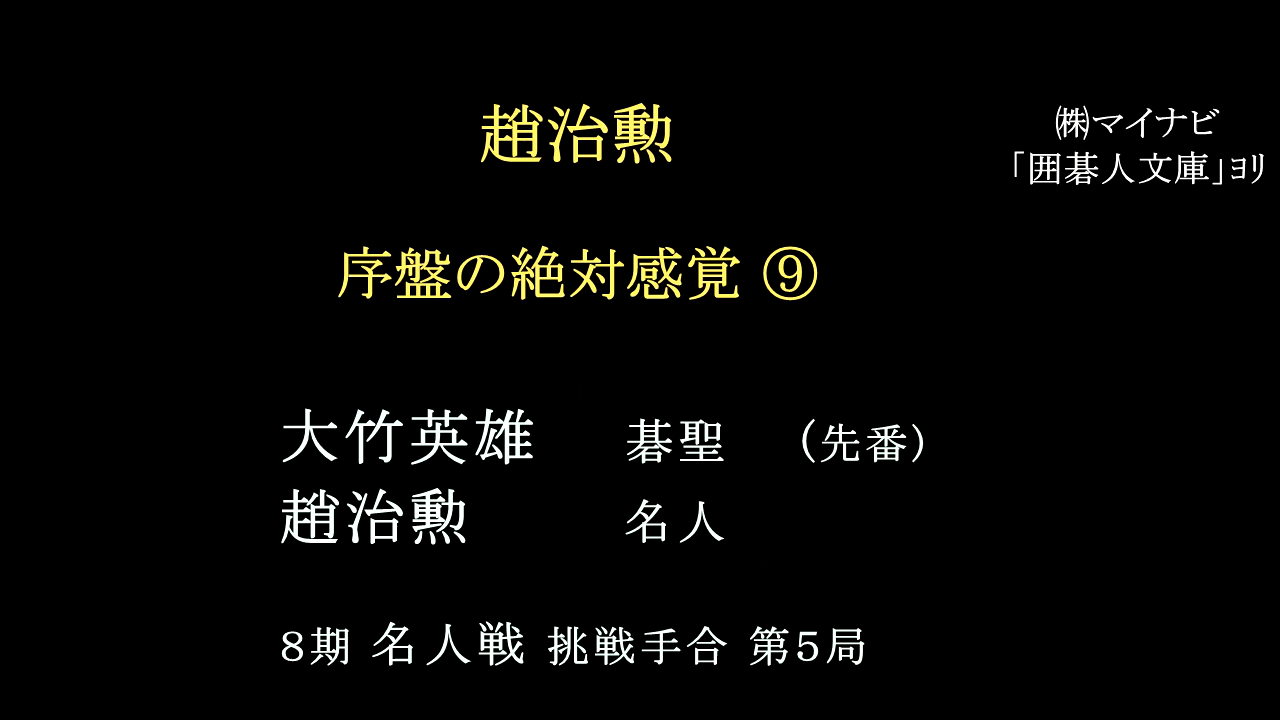 趙治勲
㈱マイナビ
「囲碁人文庫」ﾖﾘ
序盤の絶対感覚 ⑨
大竹英雄 碁聖 (先番)
趙治勲 名人
8期 名人戦 挑戦手合 第5局